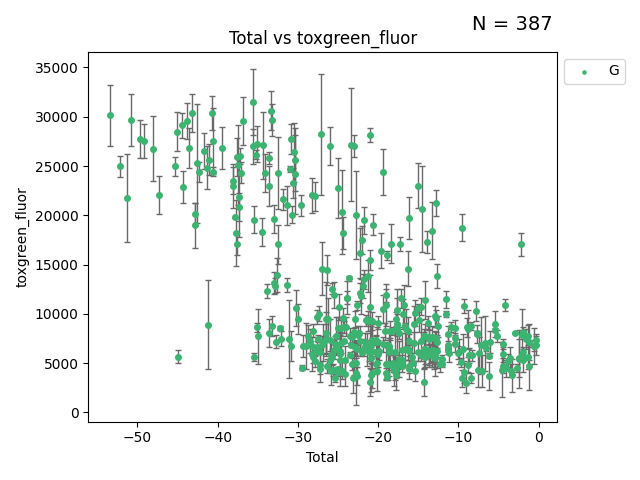 N = 387
Total vs toxgreen_fluor
G
toxgreen_fluor
35000
30000
25000
20000
15000
10000
5000
0
−50 −40 −30 −20 −10 0
Total